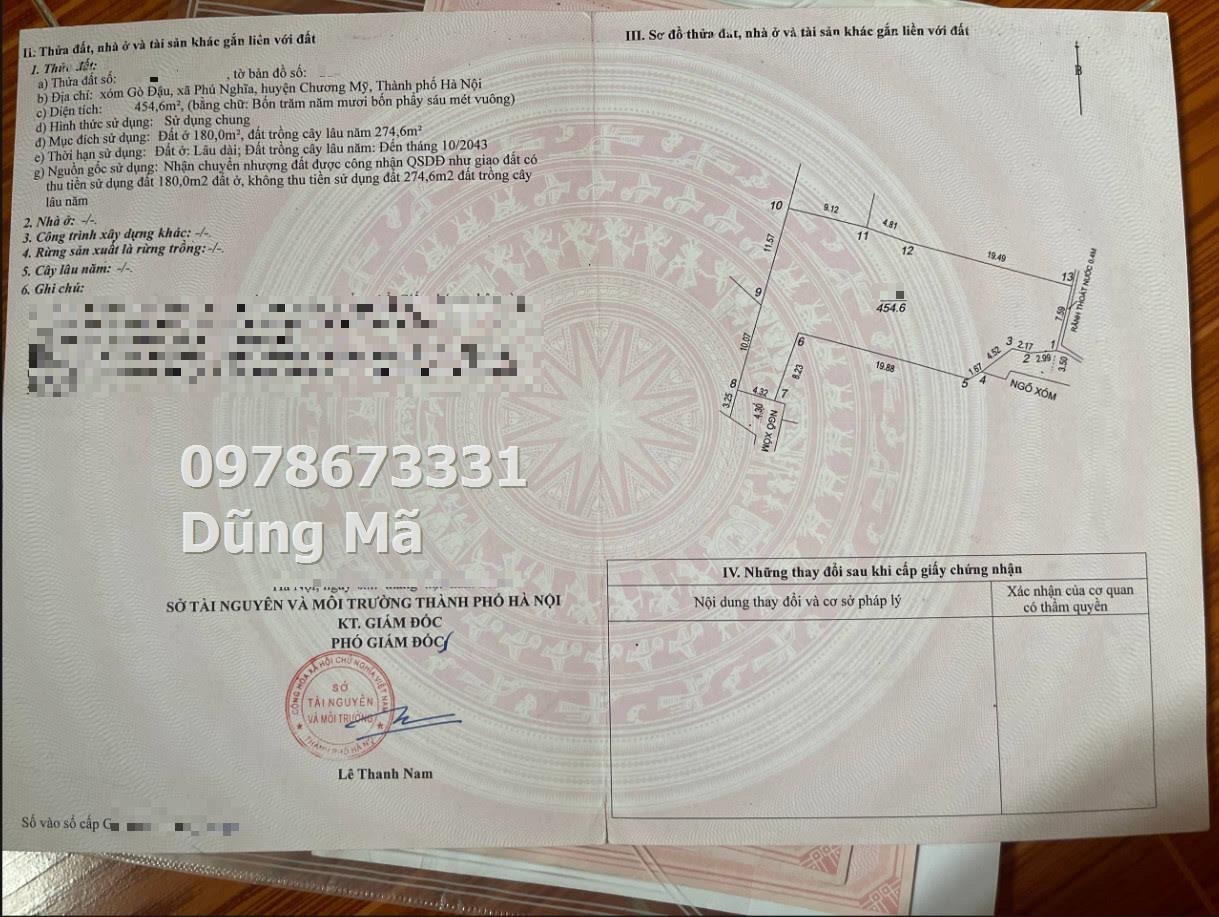 II. Thửa đất, nhà ở và tài sản khác gắn liền với đất
1. Thửa đất:
a) Thửa đất số: , tờ bản đồ số:
b) Địa chỉ: xóm Gò Đậu, xã Phú Nghĩa, huyện Chương Mỹ, Thành phố Hà Nội
c) Diện tích: 454,6m², (bằng chữ: Bốn trăm năm mươi bốn phẩy sáu mét vuông)
d) Hình thức sử dụng: Sử dụng chung
đ) Mục đích sử dụng: Đất ở 180,0m², đất trồng cây lâu năm 274,6m²
e) Thời hạn sử dụng: Đất ở: Lâu dài; Đất trồng cây lâu năm: Đến tháng 10/2043
g) Nguồn gốc sử dụng: Nhận chuyển nhượng đất được công nhận QSDĐ như giao đất có
thu tiền sử dụng đất 180,0m2 đất ở, không thu tiền sử dụng đất 274,6m2 đất trồng cây
lâu năm
2. Nhà ở: -/-.
3. Công trình xây dựng khác: -/-.
4. Rừng sản xuất là rừng trồng:-/-.
5. Cây lâu năm: -/-.
6. Ghi chú:
0978673331
Dũng Mã
SỞ TÀI NGUYÊN VÀ MÔI TRƯỜNG THÀNH PHỐ HÀ NỘI
KT. GIÁM ĐỐC
PHÓ GIÁM ĐỐC
CỘNG HÒA XÃ HỘI CHỦ NGHĨA VIỆT NAM
SỞ
TÀI NGUYÊN
VÀ MÔI TRƯỜNG
THÀNH PHỐ HÀ NỘI
Lê Thanh Nam
Số vào sổ cấp G
III. Sơ đồ thửa đất, nhà ở và tài sản khác gắn liền với đất
B
10
9.12
4.81
11
12
19.49
13
11.57
RÃNH THOÁT NƯỚC 0.4M
9
454.6
7.59
10.07
6
3
2.17
1
4.52
2
2.99
3.50
8.23
19.88
1.67
5
4
NGÕ XÓM
8
4.32
7
3.25
4.30
NGÕ XÓM
IV. Những thay đổi sau khi cấp giấy chứng nhận
Nội dung thay đổi và cơ sở pháp lý
Xác nhận của cơ quan
có thẩm quyền